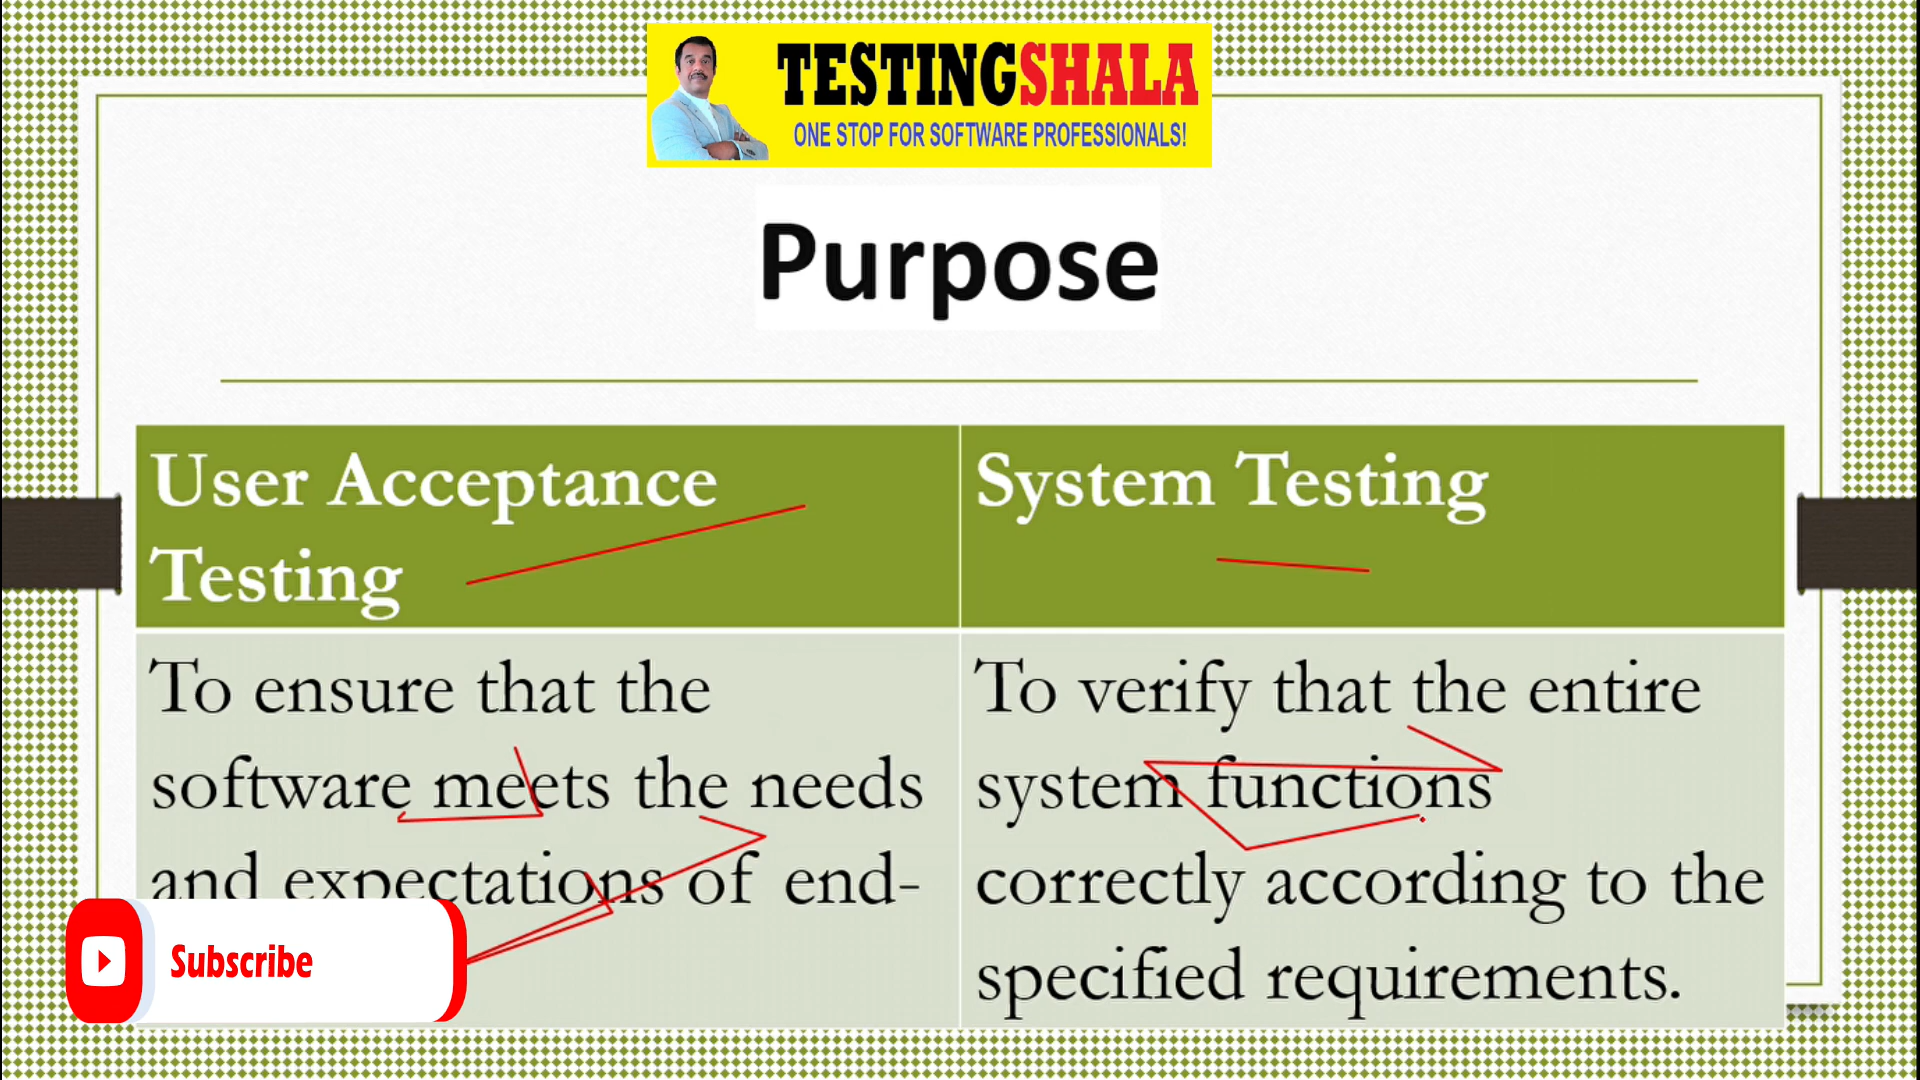 TESTINGSHALA
ONE STOP FOR SOFTWARE PROFESSIONALS!
Purpose
User Acceptance
Testing
System Testing
To ensure that the
software meets the needs
and expectations of end-
To verify that the entire
system functions
correctly according to the
specified requirements.
Subscribe